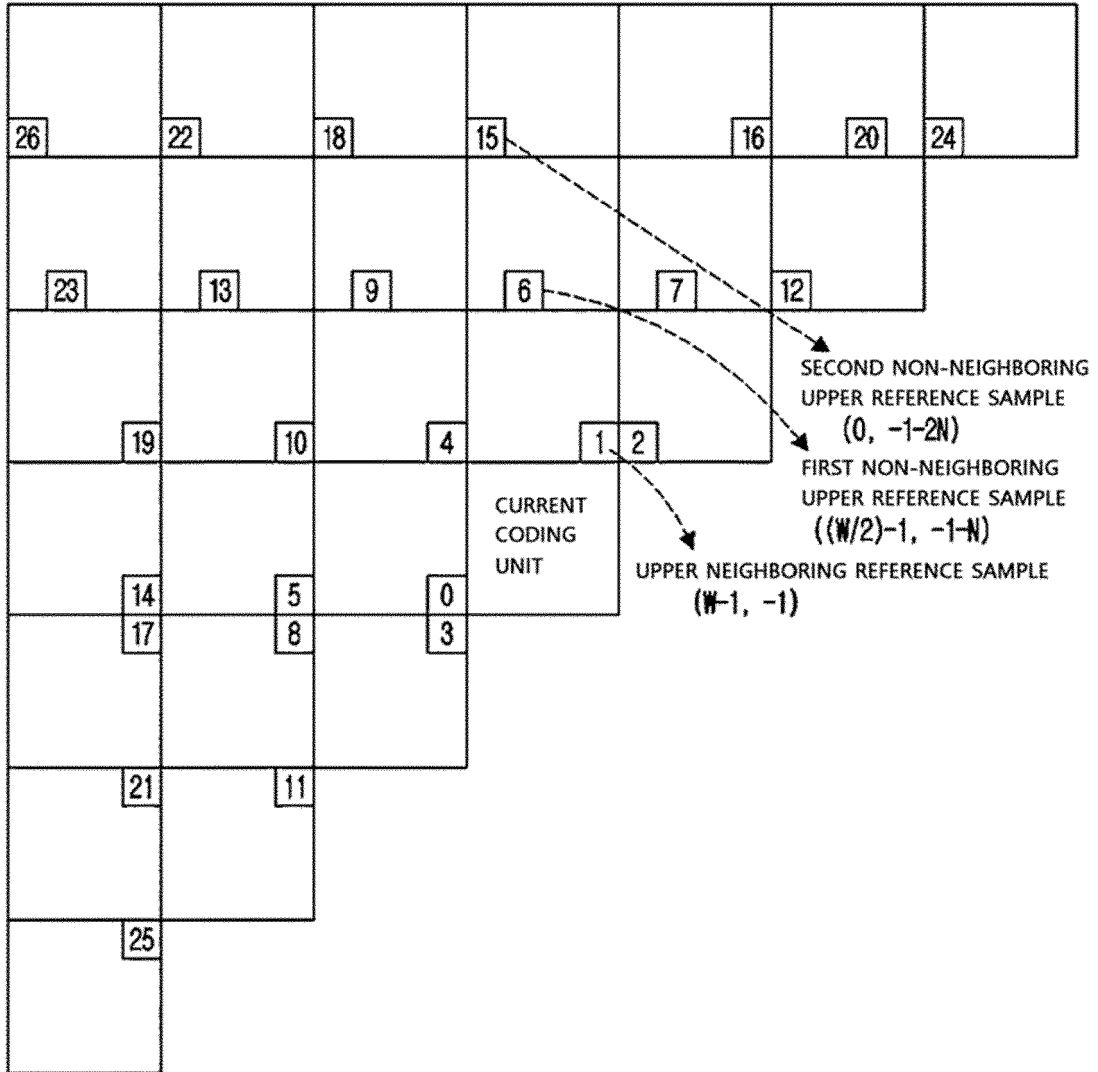 26 22 18 15 16 20 24
23 13 9 6 7 12
SECOND NON-NEIGHBORING
UPPER REFERENCE SAMPLE
(0, -1-2N)
19 10 4 1 2
FIRST NON-NEIGHBORING
UPPER REFERENCE SAMPLE
((W/2)-1, -1-N)
CURRENT
CODING
UNIT
UPPER NEIGHBORING REFERENCE SAMPLE
(W-1, -1)
14 5 0
17 8 3
21 11
25